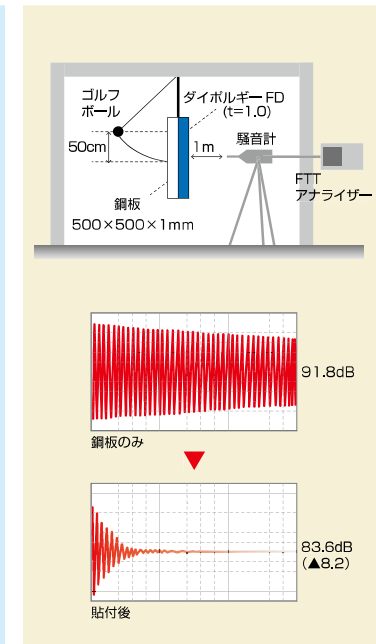 ゴルフ
ボール
ダイポルギーFD
(t=1.0)
50cm
1m
騒音計
鋼板
500×500×1mm
FTT
アナライザー
91.8dB
鋼板のみ
83.6dB
(▲8.2)
貼付後